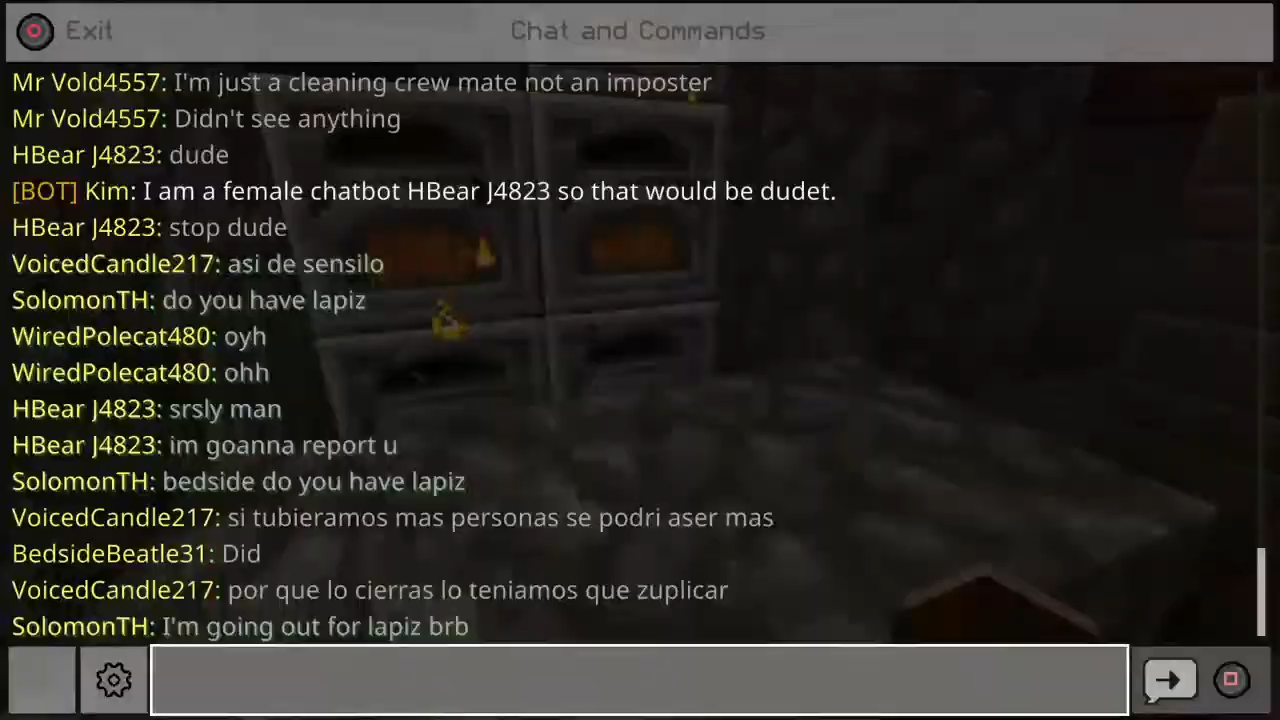 Exit
Chat and Commands
Mr Vold4557: I'm just a cleaning crew mate not an imposter
Mr Vold4557: Didn't see anything
HBear J4823: dude
[BOT] Kim: I am a female chatbot HBear J4823 so that would be dudet.
HBear J4823: stop dude
VoicedCandle217: asi de sensilo
SolomonTH: do you have lapiz
WiredPolecat480: oyh
WiredPolecat480: ohh
HBear J4823: srsly man
HBear J4823: im goanna report u
SolomonTH: bedside do you have lapiz
VoicedCandle217: si tubieramos mas personas se podri aser mas
BedsideBeatle31: Did
VoicedCandle217: por que lo cierras lo teniamos que zuplicar
SolomonTH: I'm going out for lapiz brb